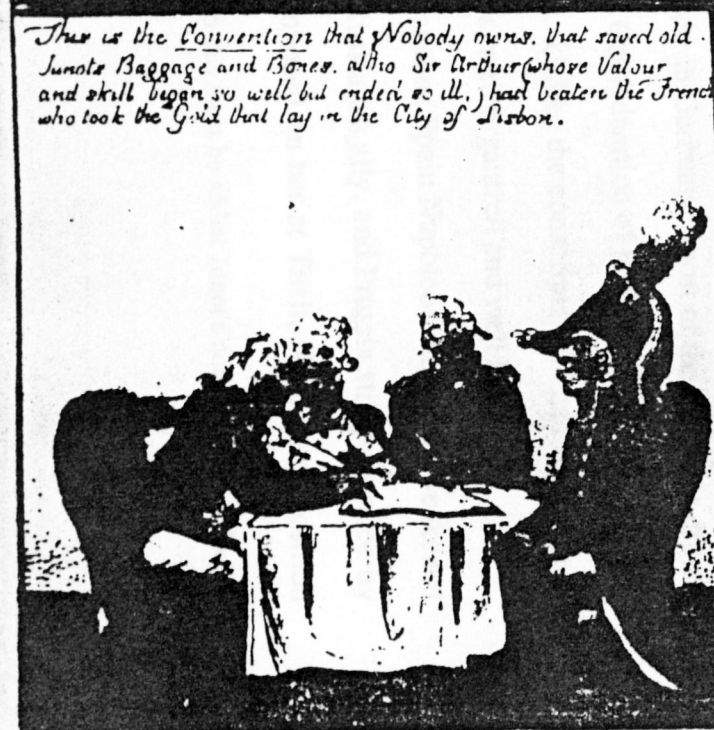 This is the Convention that Nobody owns. that saved old
Junots Baggage and Bones, altho Sir Arthur (whose Valour
and skill began so well but ended so ill,) had beaten the French
who took the Gold that lay in the City of Lisbon.